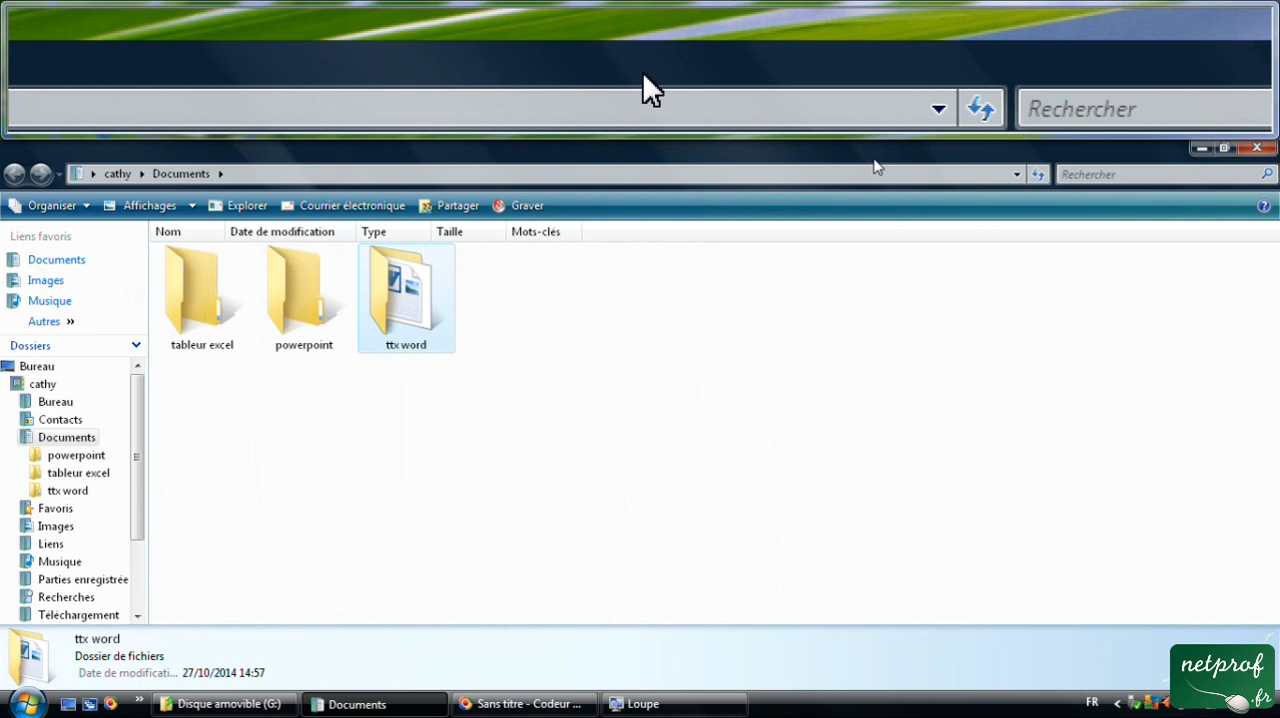 Rechercher
cathy Documents
Rechercher
Organiser Affichages Explorer Courrier électronique Partager Graver
Liens favoris
Documents
Images
Musique
Autres »
Dossiers
Bureau
cathy
Bureau
Contacts
Documents
powerpoint
tableur excel
ttx word
Favoris
Images
Liens
Musique
Parties enregistrée
Recherches
Téléchargement
Nom Date de modification Type Taille Mots-clés
tableur excel powerpoint ttx word
ttx word
Dossier de fichiers
Date de modificati... 27/10/2014 14:57
netprof
.fr
» Disque amovible (G:) Documents Sans titre - Codeur ... Loupe FR <